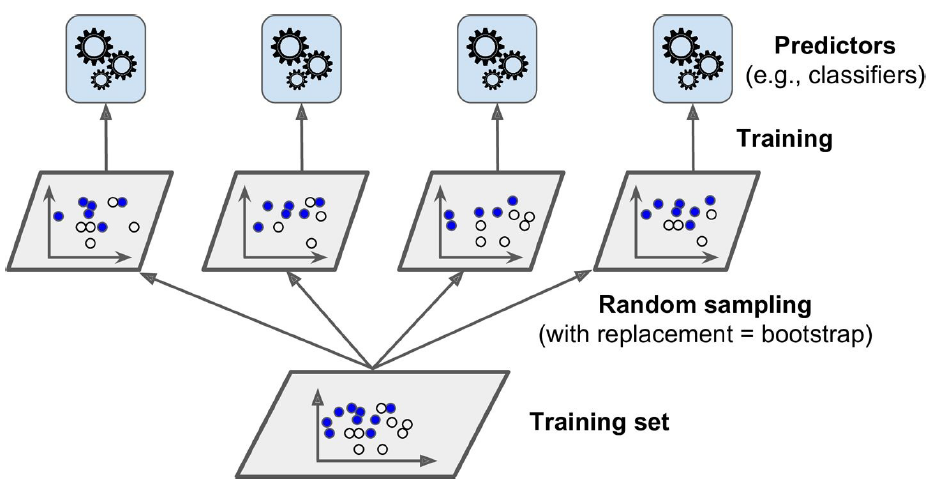 Predictors
(e.g., classifiers)
Training
Random sampling
(with replacement = bootstrap)
Training set